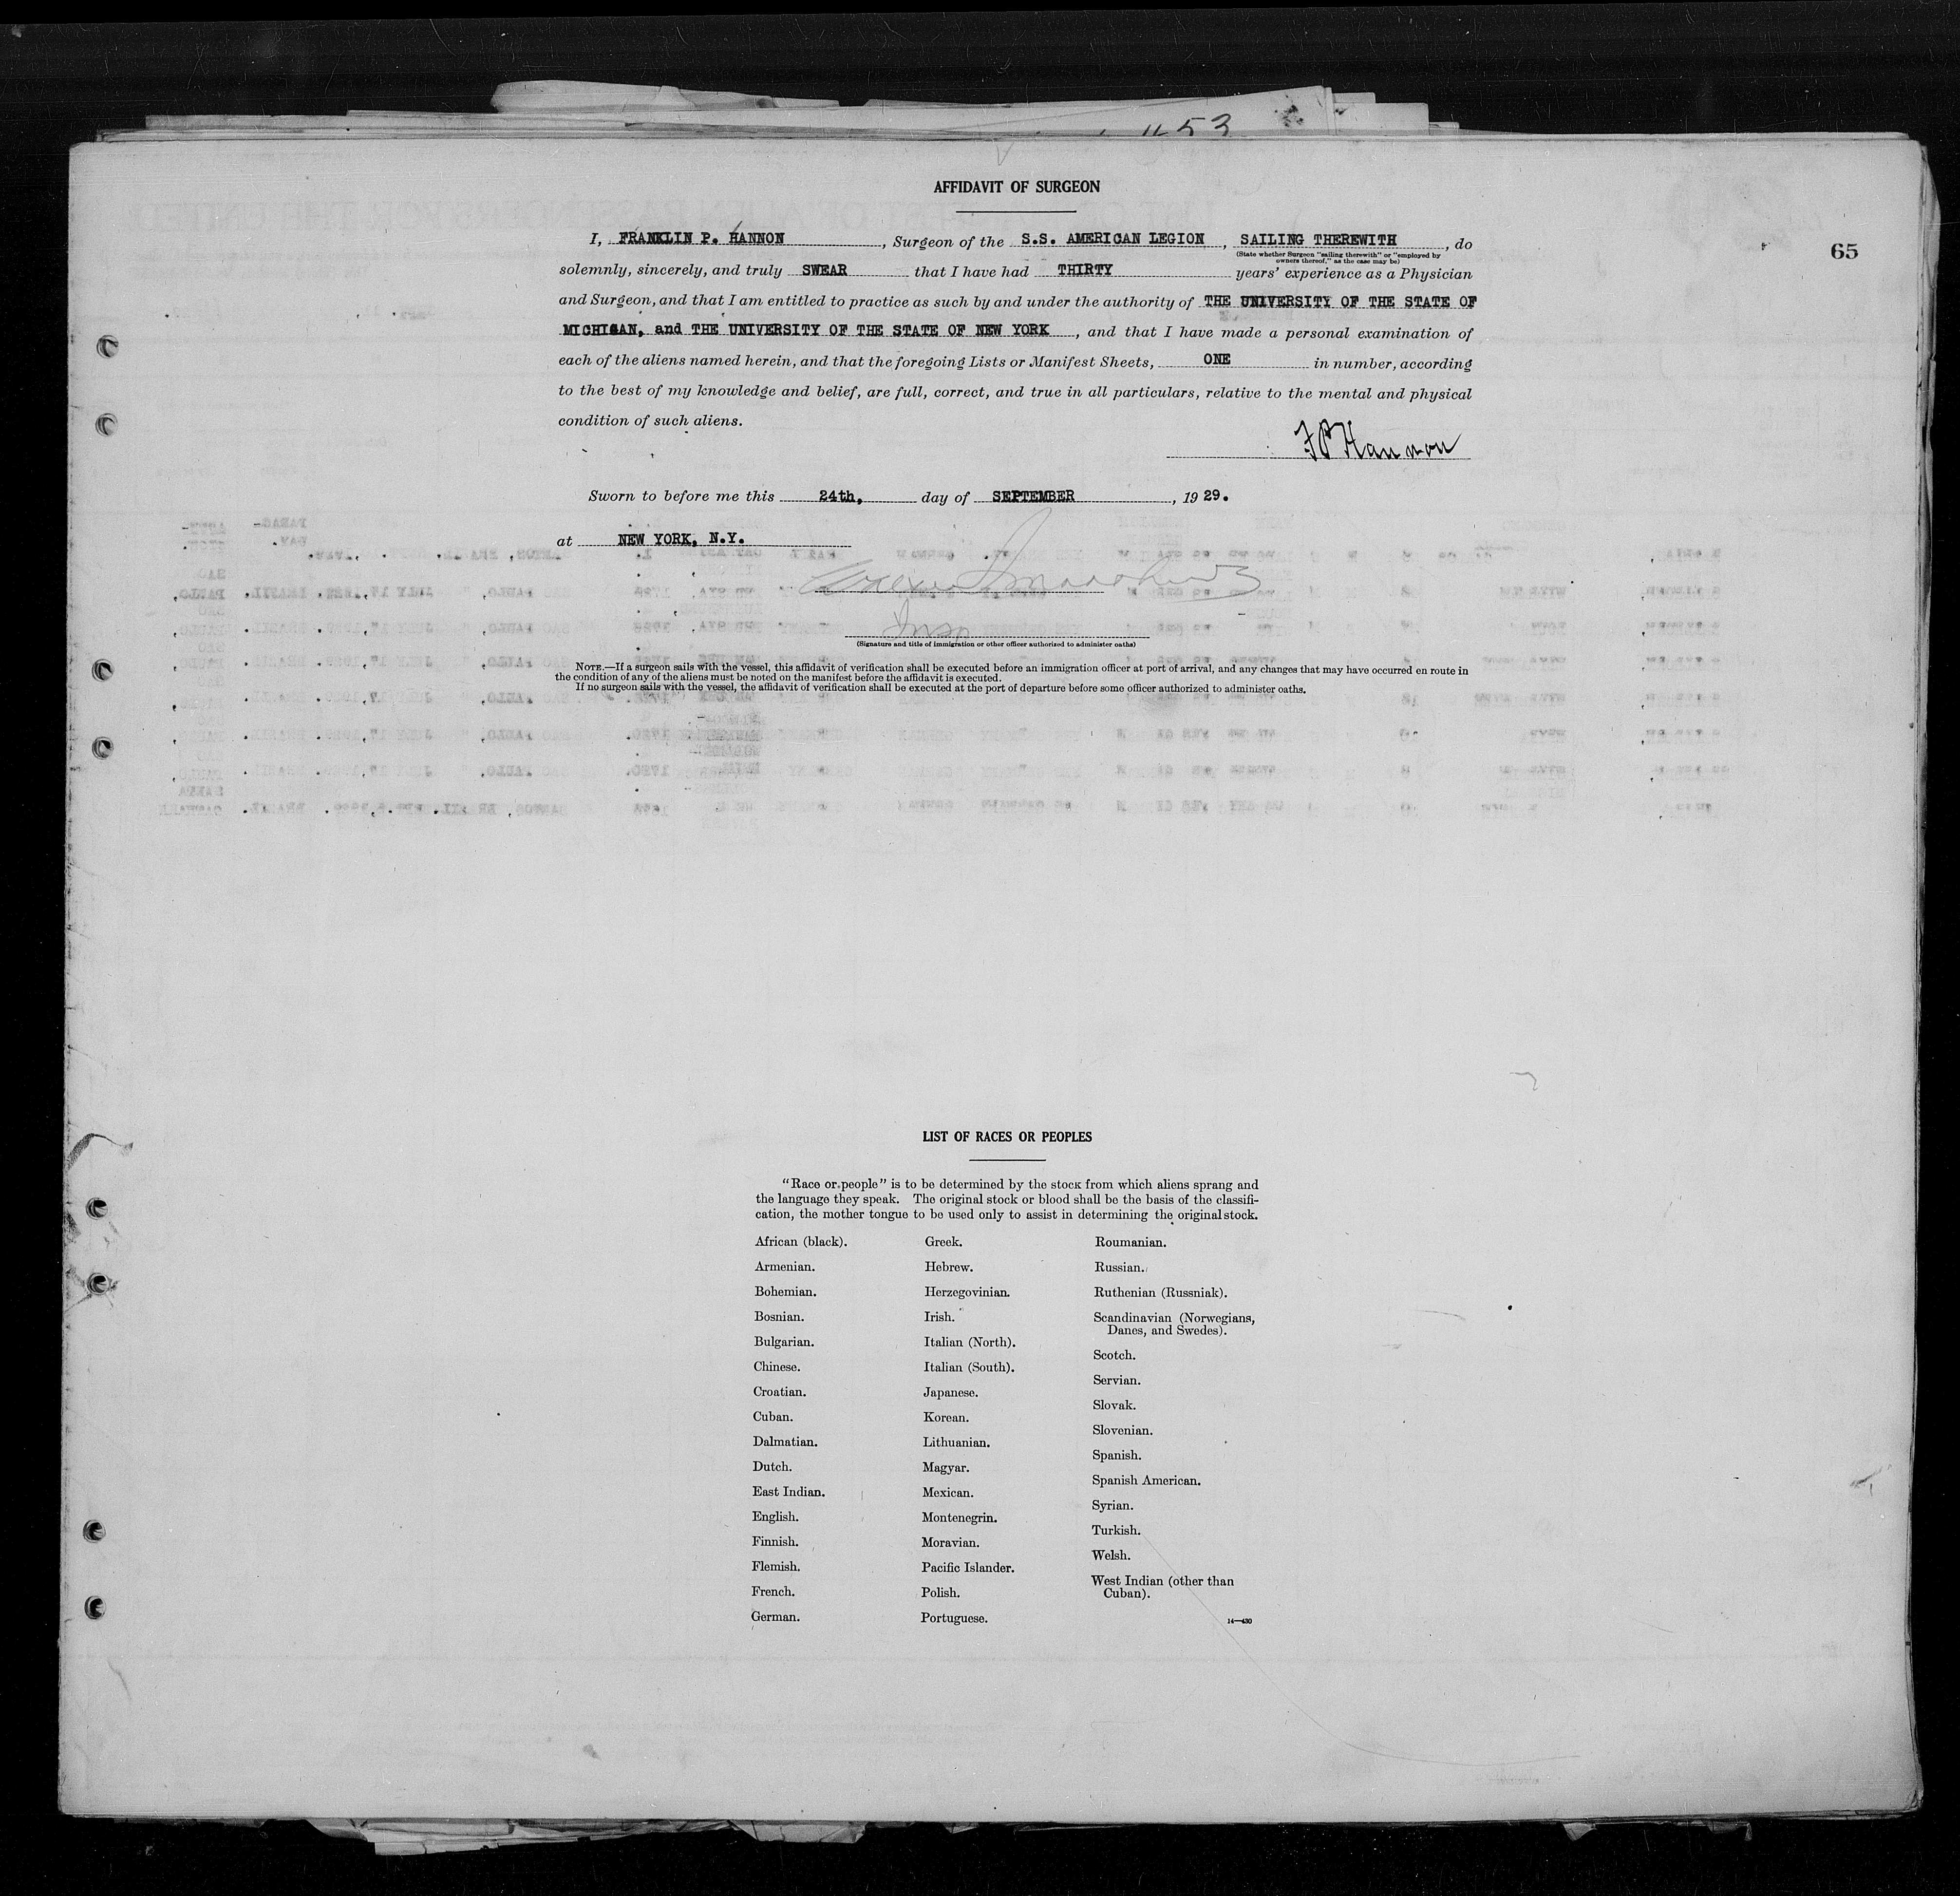 53
AFFIDAVIT OF SURGEON
65
I, FRANKLIN P. HANNON, Surgeon of the S.S. AMERICAN LEGION, SAILING THEREWITH, do
(State whether Surgeon "sailing therewith" or "employed by
owners thereof," as the case may be)
solemnly, sincerely, and truly SWEAR that I have had THIRTY years' experience as a Physician
and Surgeon, and that I am entitled to practice as such by and under the authority of THE UNIVERSITY OF THE STATE OF
MICHIGAN, and THE UNIVERSITY OF THE STATE OF NEW YORK, and that I have made a personal examination of
each of the aliens named herein, and that the foregoing Lists or Manifest Sheets, ONE in number, according
to the best of my knowledge and belief, are full, correct, and true in all particulars, relative to the mental and physical
condition of such aliens.
F P Hannon
Sworn to before me this 24th, day of SEPTEMBER, 1929.
at NEW YORK, N.Y.
(Signature and title of immigration or other officer authorized to administer oaths)
NOTE.—If a surgeon sails with the vessel, this affidavit of verification shall be executed before an immigration officer at port of arrival, and any changes that may have occurred en route in
the condition of any of the aliens must be noted on the manifest before the affidavit is executed.
If no surgeon sails with the vessel, the affidavit of verification shall be executed at the port of departure before some officer authorized to administer oaths.
LIST OF RACES OR PEOPLES
"Race or people" is to be determined by the stock from which aliens sprang and
the language they speak. The original stock or blood shall be the basis of the classifi-
cation, the mother tongue to be used only to assist in determining the original stock.
African (black).
Armenian.
Bohemian.
Bosnian.
Bulgarian.
Chinese.
Croatian.
Cuban.
Dalmatian.
Dutch.
East Indian.
English.
Finnish.
Flemish.
French.
German.
Greek.
Hebrew.
Herzegovinian.
Irish.
Italian (North).
Italian (South).
Japanese.
Korean.
Lithuanian.
Magyar.
Mexican.
Montenegrin.
Moravian.
Pacific Islander.
Polish.
Portuguese.
Roumanian.
Russian.
Ruthenian (Russniak).
Scandinavian (Norwegians,
Danes, and Swedes).
Scotch.
Servian.
Slovak.
Slovenian.
Spanish.
Spanish American.
Syrian.
Turkish.
Welsh.
West Indian (other than
Cuban).
14—430